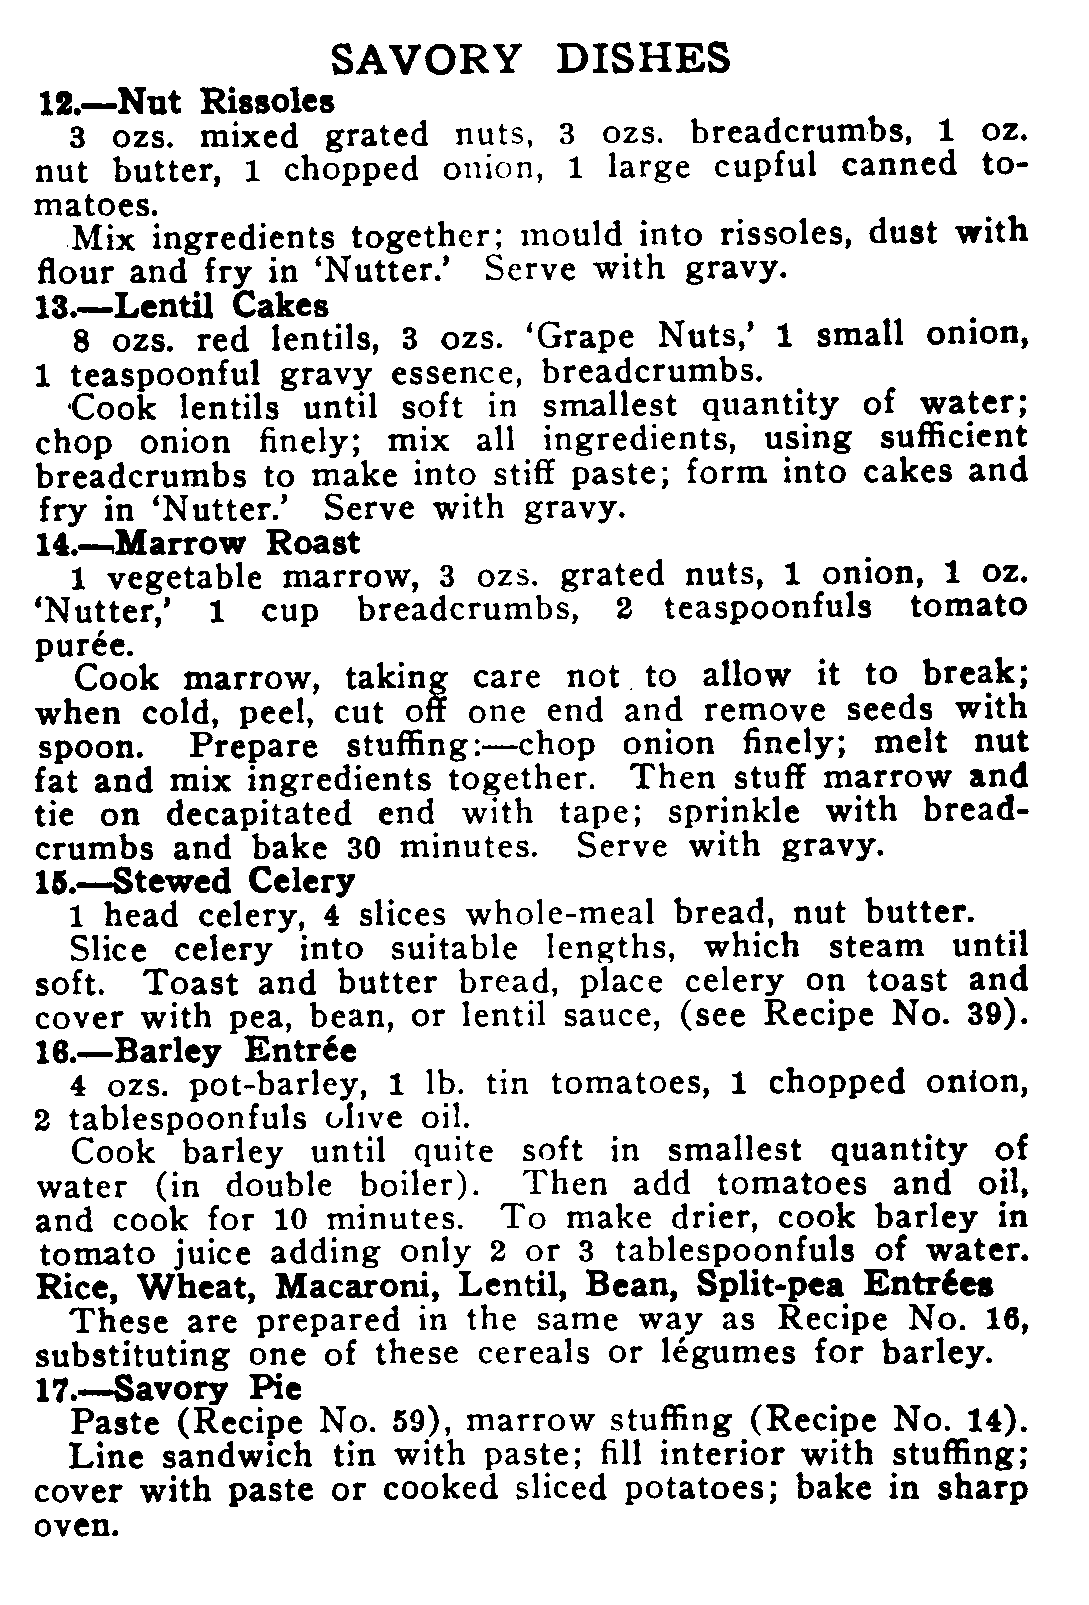 SAVORY DISHES
12.—Nut Rissoles
3 ozs. mixed grated nuts, 3 ozs. breadcrumbs, 1 oz.
nut butter, 1 chopped onion, 1 large cupful canned to-
matoes.
Mix ingredients together; mould into rissoles, dust with
flour and fry in ‘Nutter.’ Serve with gravy.
13.—Lentil Cakes
8 ozs. red lentils, 3 ozs. ‘Grape Nuts,’ 1 small onion,
1 teaspoonful gravy essence, breadcrumbs.
Cook lentils until soft in smallest quantity of water;
chop onion finely; mix all ingredients, using sufficient
breadcrumbs to make into stiff paste; form into cakes and
fry in ‘Nutter.’ Serve with gravy.
14.—Marrow Roast
1 vegetable marrow, 3 ozs. grated nuts, 1 onion, 1 oz.
‘Nutter,’ 1 cup breadcrumbs, 2 teaspoonfuls tomato
purée.
Cook marrow, taking care not to allow it to break;
when cold, peel, cut off one end and remove seeds with
spoon. Prepare stuffing:—chop onion finely; melt nut
fat and mix ingredients together. Then stuff marrow and
tie on decapitated end with tape; sprinkle with bread-
crumbs and bake 30 minutes. Serve with gravy.
15.—Stewed Celery
1 head celery, 4 slices whole-meal bread, nut butter.
Slice celery into suitable lengths, which steam until
soft. Toast and butter bread, place celery on toast and
cover with pea, bean, or lentil sauce, (see Recipe No. 39).
16.—Barley Entrée
4 ozs. pot-barley, 1 lb. tin tomatoes, 1 chopped onion,
2 tablespoonfuls olive oil.
Cook barley until quite soft in smallest quantity of
water (in double boiler). Then add tomatoes and oil,
and cook for 10 minutes. To make drier, cook barley in
tomato juice adding only 2 or 3 tablespoonfuls of water.
Rice, Wheat, Macaroni, Lentil, Bean, Split-pea Entrées
These are prepared in the same way as Recipe No. 16,
substituting one of these cereals or légumes for barley.
17.—Savory Pie
Paste (Recipe No. 59), marrow stuffing (Recipe No. 14).
Line sandwich tin with paste; fill interior with stuffing;
cover with paste or cooked sliced potatoes; bake in sharp
oven.